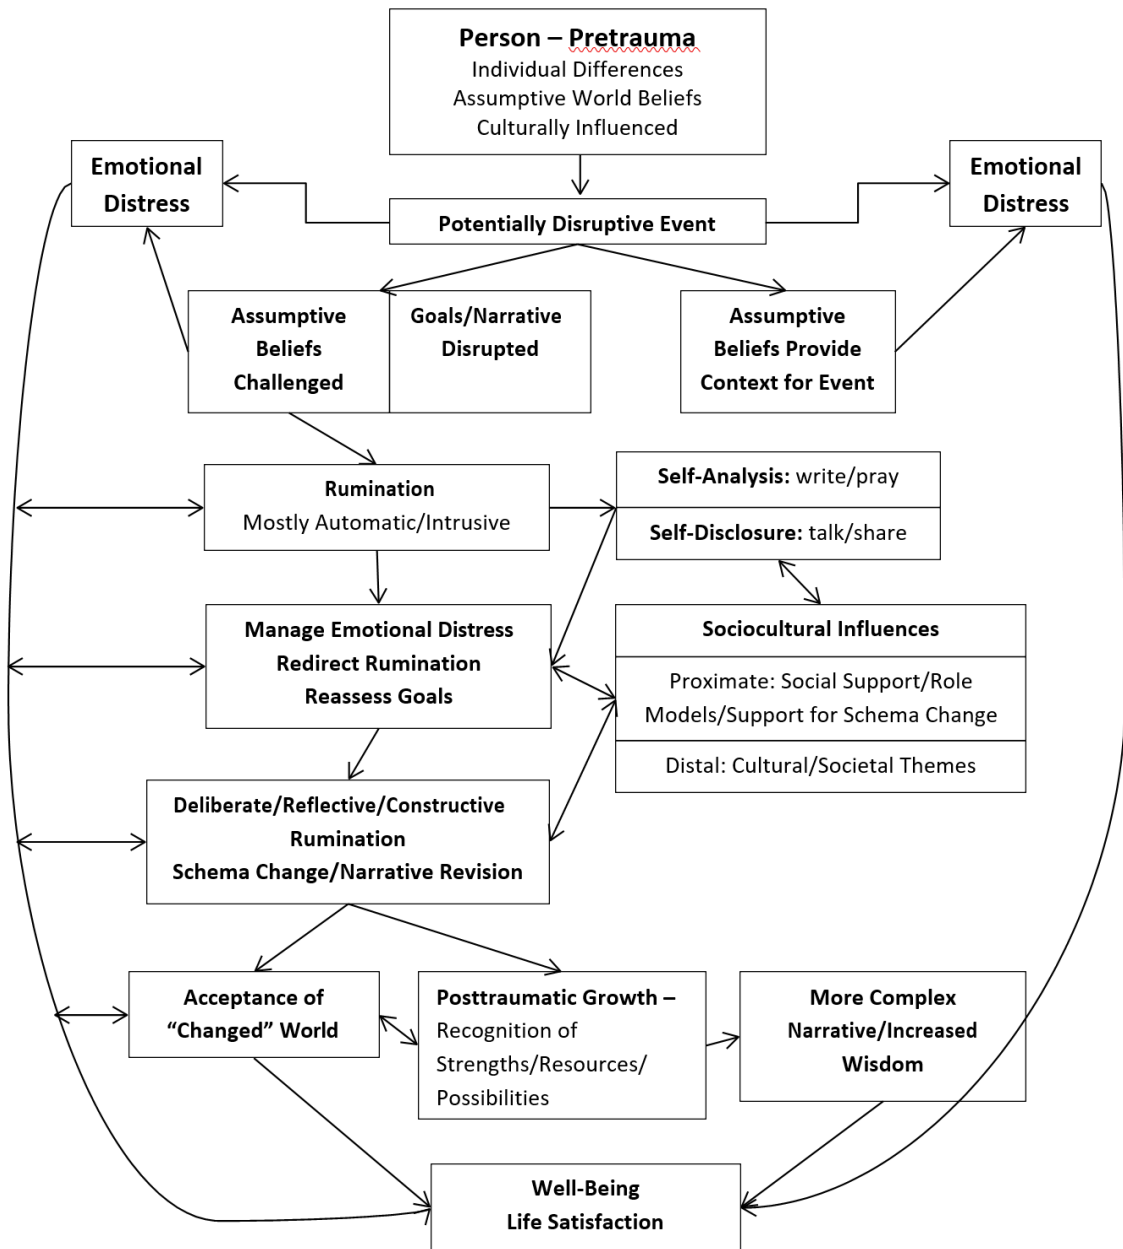 Person – Pretrauma
Individual Differences
Assumptive World Beliefs
Culturally Influenced
Emotional
Distress
Emotional
Distress
Potentially Disruptive Event
Assumptive
Beliefs
Challenged
Goals/Narrative
Disrupted
Assumptive
Beliefs Provide
Context for Event
Rumination
Mostly Automatic/Intrusive
Self-Analysis: write/pray
Self-Disclosure: talk/share
Manage Emotional Distress
Redirect Rumination
Reassess Goals
Sociocultural Influences
Proximate: Social Support/Role
Models/Support for Schema Change
Distal: Cultural/Societal Themes
Deliberate/Reflective/Constructive
Rumination
Schema Change/Narrative Revision
Acceptance of
“Changed” World
Posttraumatic Growth –
Recognition of
Strengths/Resources/
Possibilities
More Complex
Narrative/Increased
Wisdom
Well-Being
Life Satisfaction